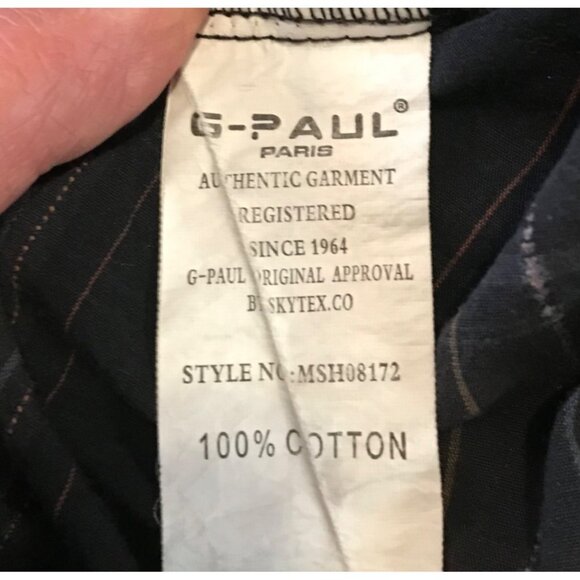 G-PAUL®
PARIS
AUTHENTIC GARMENT
REGISTERED
SINCE 1964
G-PAUL ORIGINAL APPROVAL
BY SKYTEX.CO
STYLE NO:MSH08172
100% COTTON